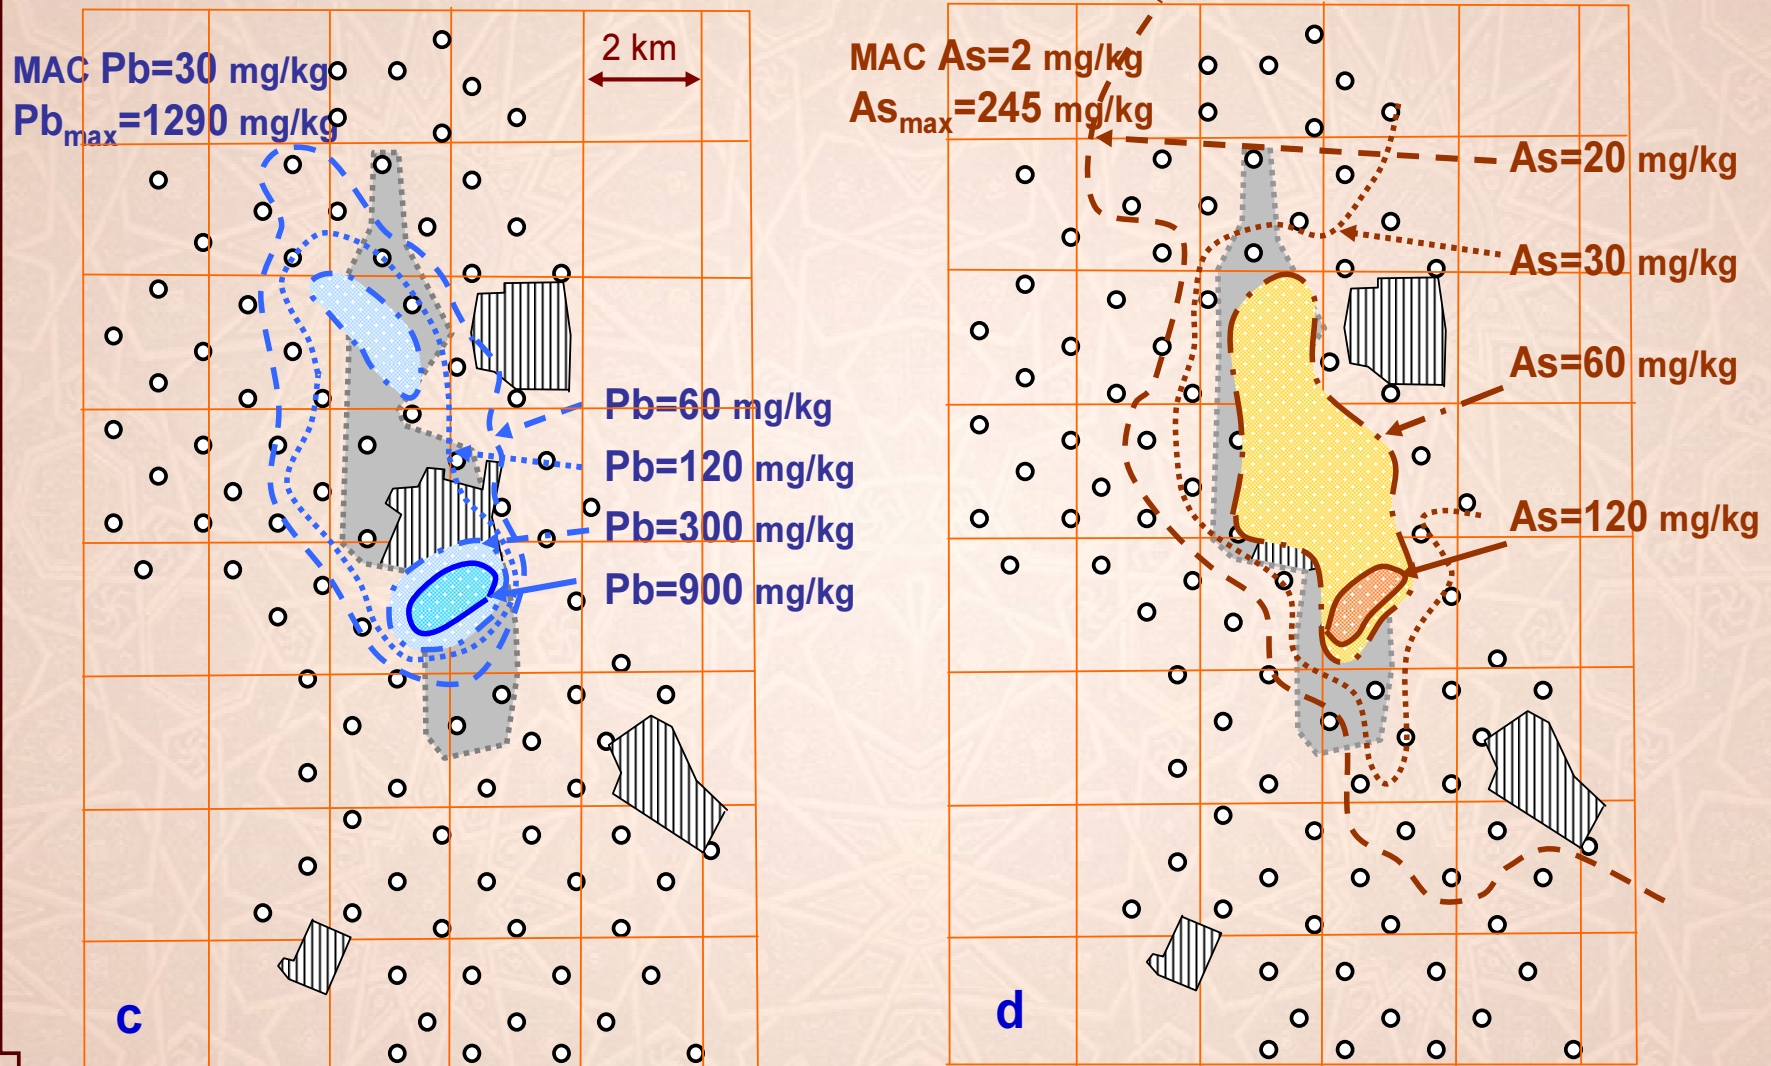 MAC Pb=30 mg/kg
Pbmax=1290 mg/kg
2 km
Pb=60 mg/kg
Pb=120 mg/kg
Pb=300 mg/kg
Pb=900 mg/kg
c
MAC As=2 mg/kg
Asmax=245 mg/kg
As=20 mg/kg
As=30 mg/kg
As=60 mg/kg
As=120 mg/kg
d